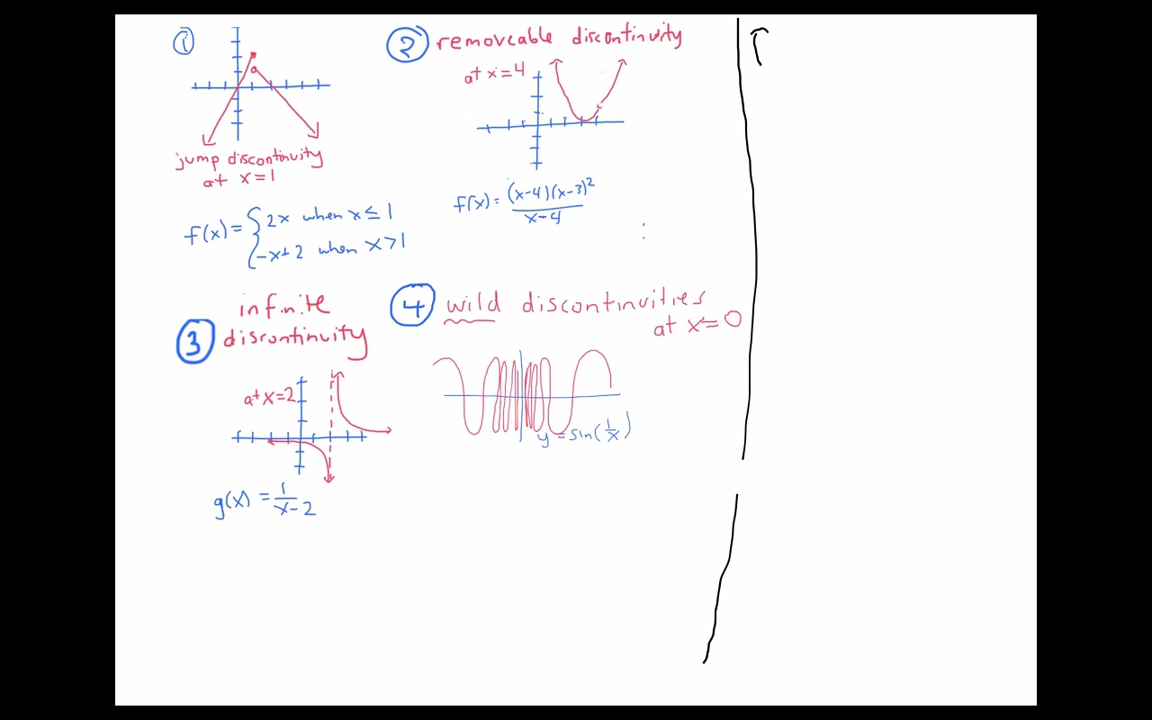 ①
jump discontinuity
at x=1
f(x) = { 2x when x ≤ 1
-x+2 when x > 1
② removeable discontinuity
at x=4
f(x) = (x-4)(x-3)² / x-4
③ infinite
discontinuity
at x=2
g(x) = 1/x-2
④ wild discontinuities
at x=0
y = sin(1/x)